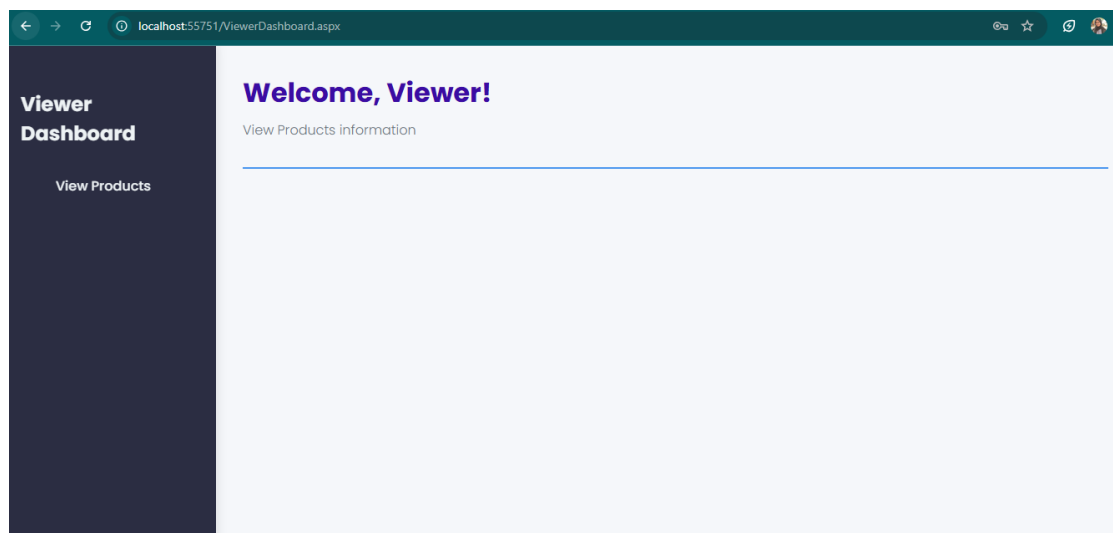 localhost:55751/ViewerDashboard.aspx
Viewer
Dashboard
View Products
Welcome, Viewer!
View Products information